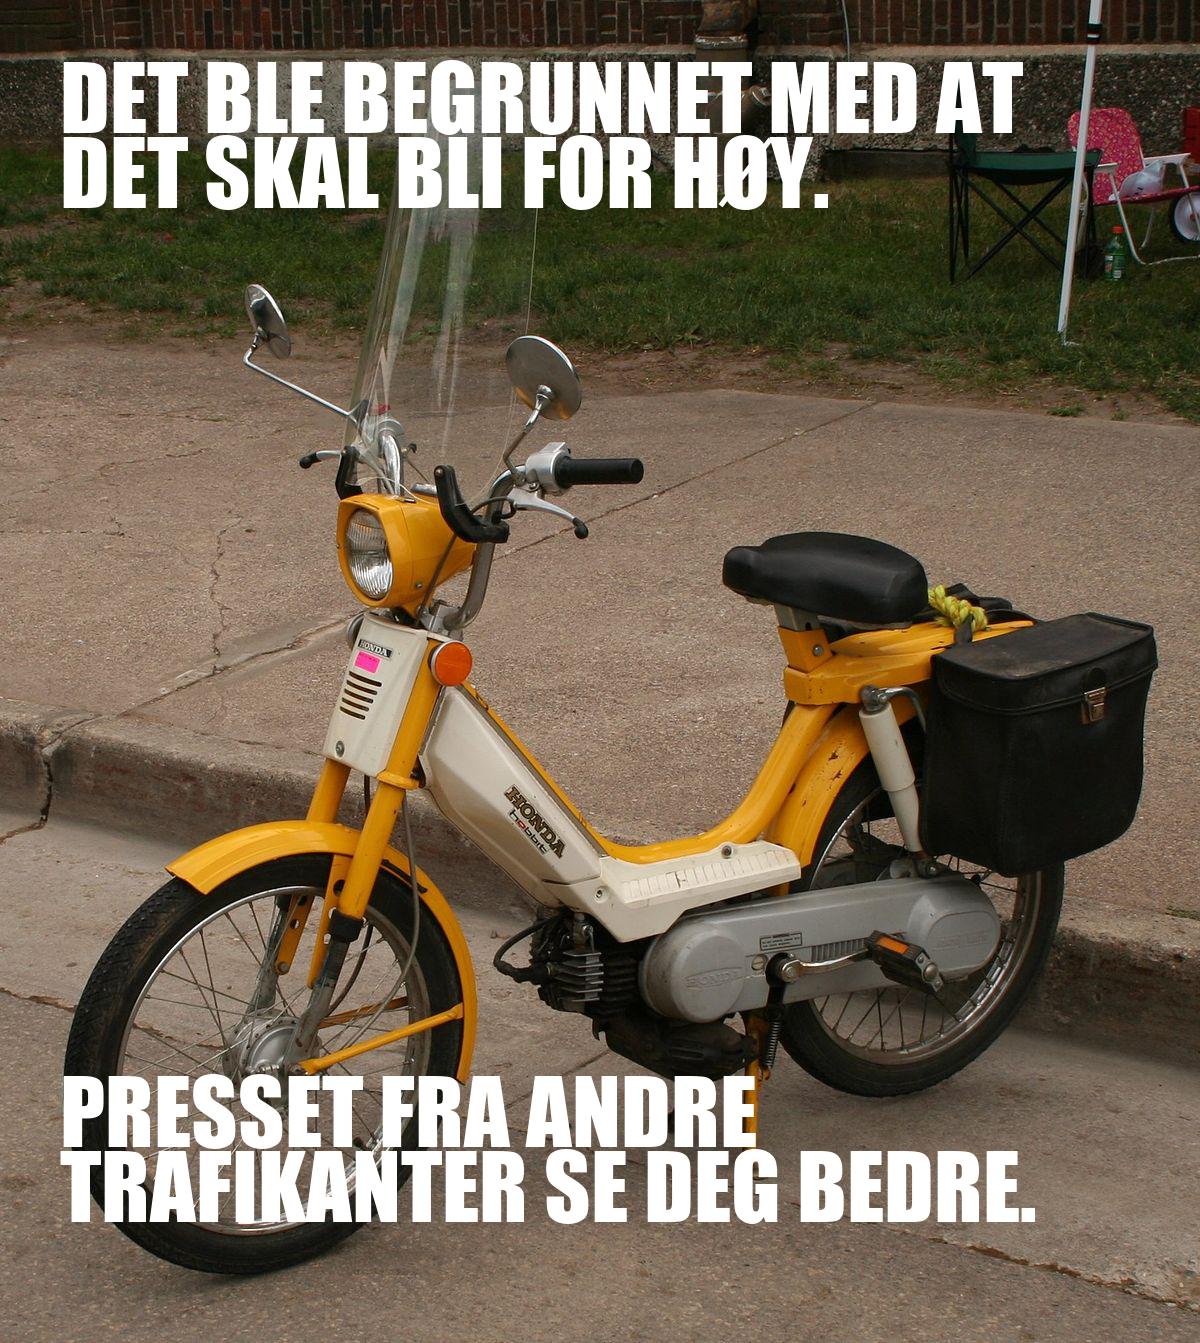 DET BLE BEGRUNNET MED AT
DET SKAL BLI FOR HØY.
HONDA
HONDA
hobbit
HONDA
PRESSET FRA ANDRE
TRAFIKANTER SE DEG BEDRE.